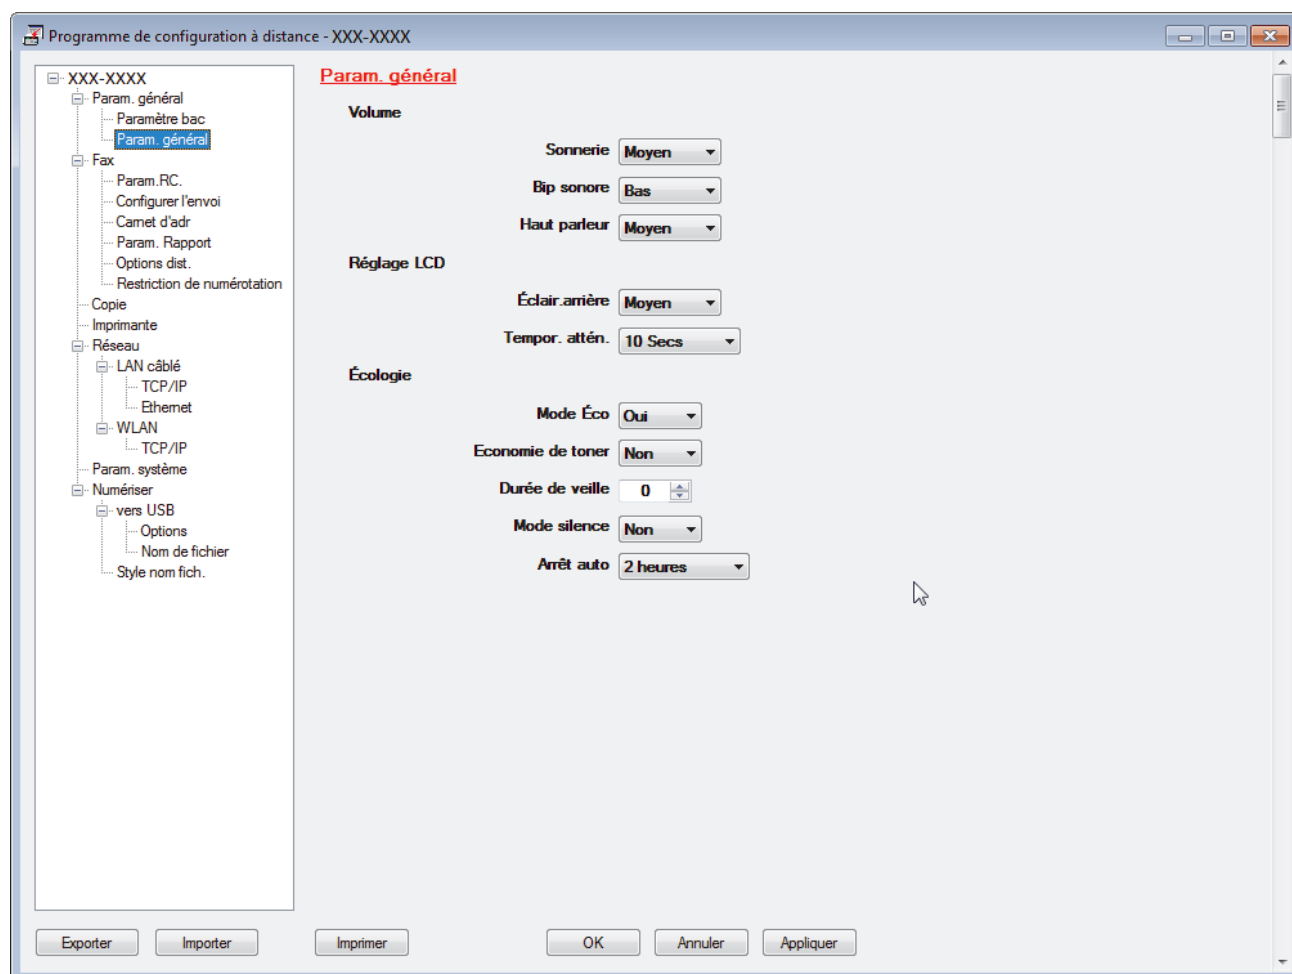 Programme de configuration à distance - XXX-XXXX
XXX-XXXX
Param. général
Paramètre bac
Param. général
Fax
Param.RC.
Configurer l'envoi
Carnet d'adr
Param. Rapport
Options dist.
Restriction de numérotation
Copie
Imprimante
Réseau
LAN câblé
TCP/IP
Ethernet
WLAN
TCP/IP
Param. système
Numériser
vers USB
Options
Nom de fichier
Style nom fich.
Param. général
Volume
Sonnerie Moyen
Bip sonore Bas
Haut parleur Moyen
Réglage LCD
Éclair.arrière Moyen
Tempor. attén. 10 Secs
Écologie
Mode Éco Oui
Economie de toner Non
Durée de veille 0
Mode silence Non
Arrêt auto 2 heures
Exporter Importer Imprimer OK Annuler Appliquer